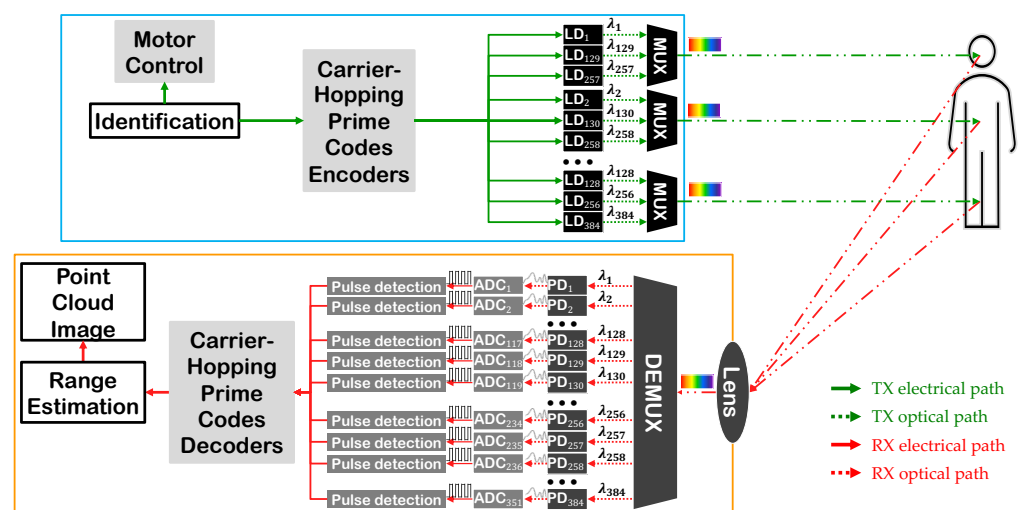 Motor
Control
Identification
Carrier-
Hopping
Prime
Codes
Encoders
LD₁ λ₁
LD₁₂₉ λ₁₂₉
LD₂₅₇ λ₂₅₇
MUX
LD₂ λ₂
LD₁₃₀ λ₁₃₀
LD₂₅₈ λ₂₅₈
MUX
LD₁₂₈ λ₁₂₈
LD₂₅₆ λ₂₅₆
LD₃₈₄ λ₃₈₄
MUX
Point
Cloud
Image
Range
Estimation
Carrier-
Hopping
Prime
Codes
Decoders
Pulse detection ADC₁ PD₁ λ₁
Pulse detection ADC₂ PD₂ λ₂
Pulse detection ADC₁₁₇ PD₁₂₈ λ₁₂₈
Pulse detection ADC₁₁₈ PD₁₂₉ λ₁₂₉
Pulse detection ADC₁₁₉ PD₁₃₀ λ₁₃₀
Pulse detection ADC₂₃₄ PD₂₅₆ λ₂₅₆
Pulse detection ADC₂₃₅ PD₂₅₇ λ₂₅₇
Pulse detection ADC₂₃₆ PD₂₅₈ λ₂₅₈
Pulse detection ADC₃₅₁ PD₃₈₄ λ₃₈₄
DEMUX
Lens
TX electrical path
TX optical path
RX electrical path
RX optical path